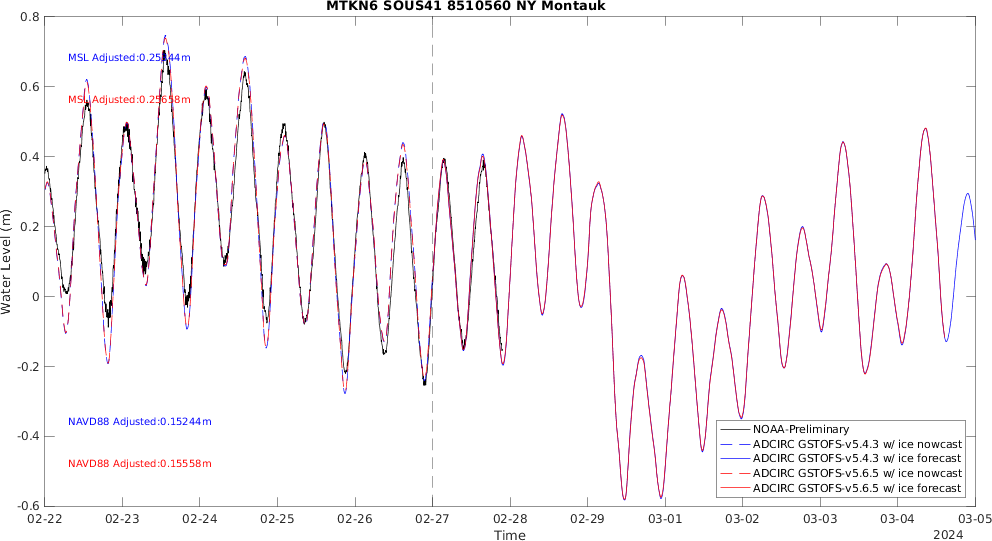 MTKN6 SOUS41 8510560 NY Montauk
0.8
0.6
0.4
0.2
0
-0.2
-0.4
-0.6
Water Level (m)
MSL Adjusted:0.25144m
MSL Adjusted:0.25658m
NAVD88 Adjusted:0.15244m
NAVD88 Adjusted:0.15558m
NOAA-Preliminary
ADCIRC GSTOFS-v5.4.3 w/ ice nowcast
ADCIRC GSTOFS-v5.4.3 w/ ice forecast
ADCIRC GSTOFS-v5.6.5 w/ ice nowcast
ADCIRC GSTOFS-v5.6.5 w/ ice forecast
02-22 02-23 02-24 02-25 02-26 02-27 02-28 02-29 03-01 03-02 03-03 03-04 03-05
Time
2024